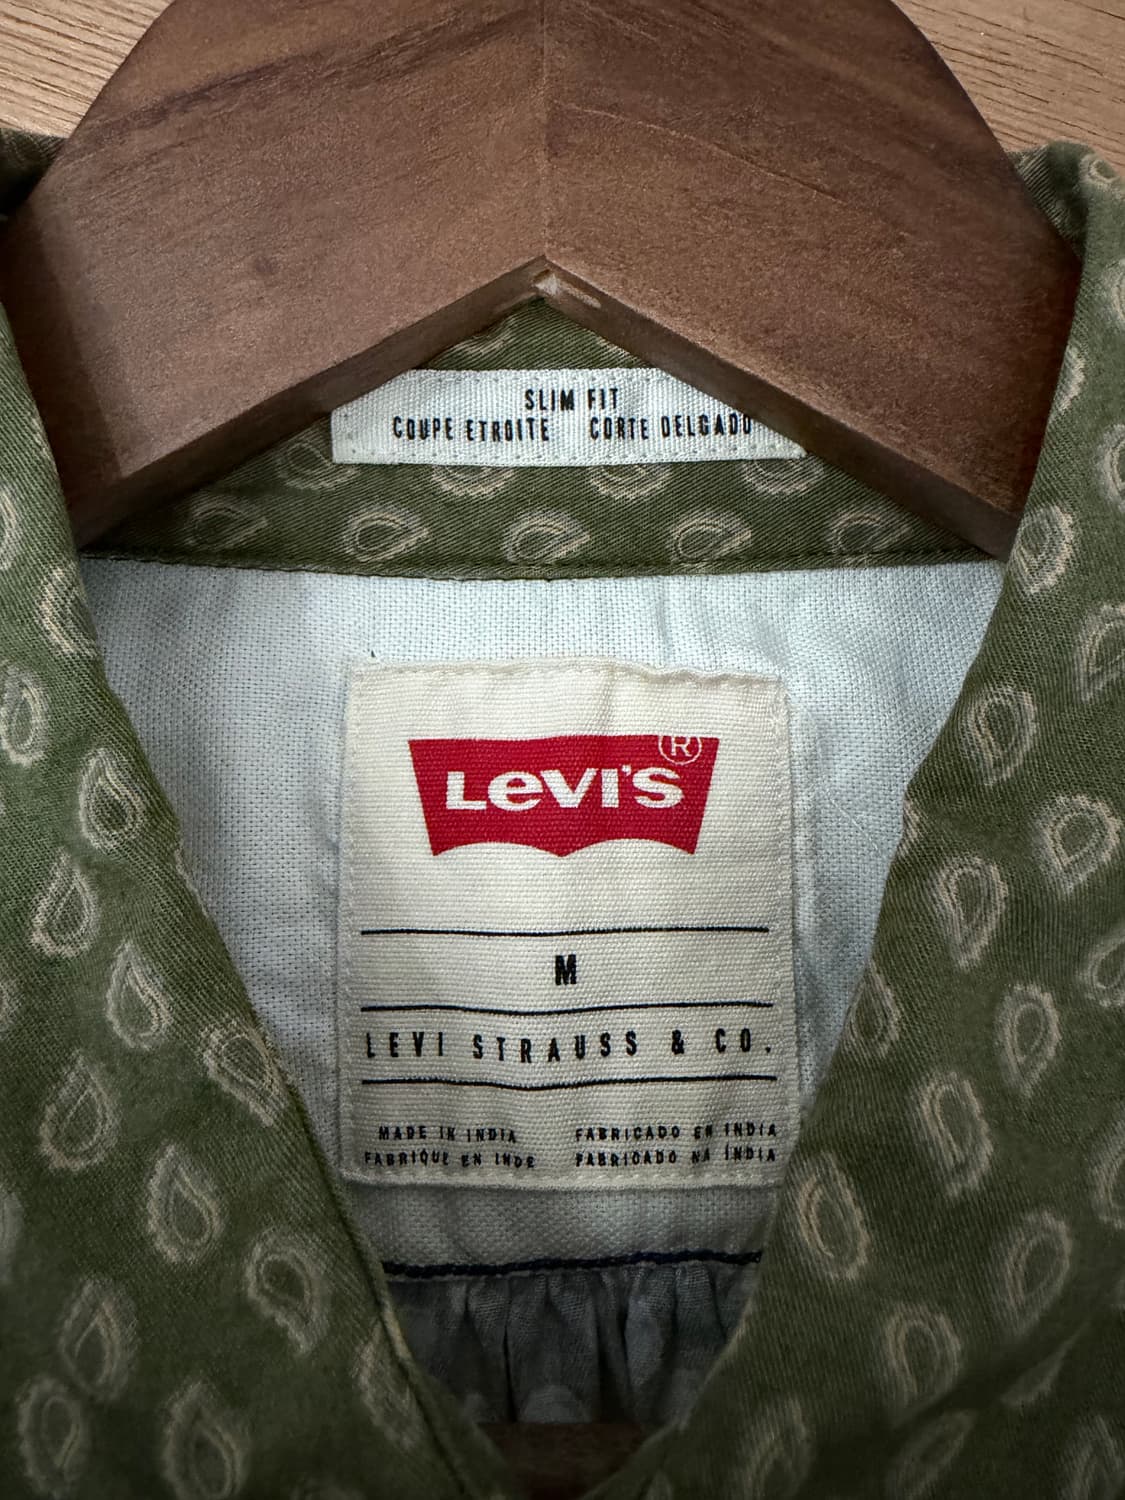 SLIM FIT
COUPE ETROITE CORTE DELGADO
Levi's®
M
LEVI STRAUSS & CO.
MADE IN INDIA FABRICADO EN INDIA
FABRIQUE EN INDE FABRICADO NA ÍNDIA